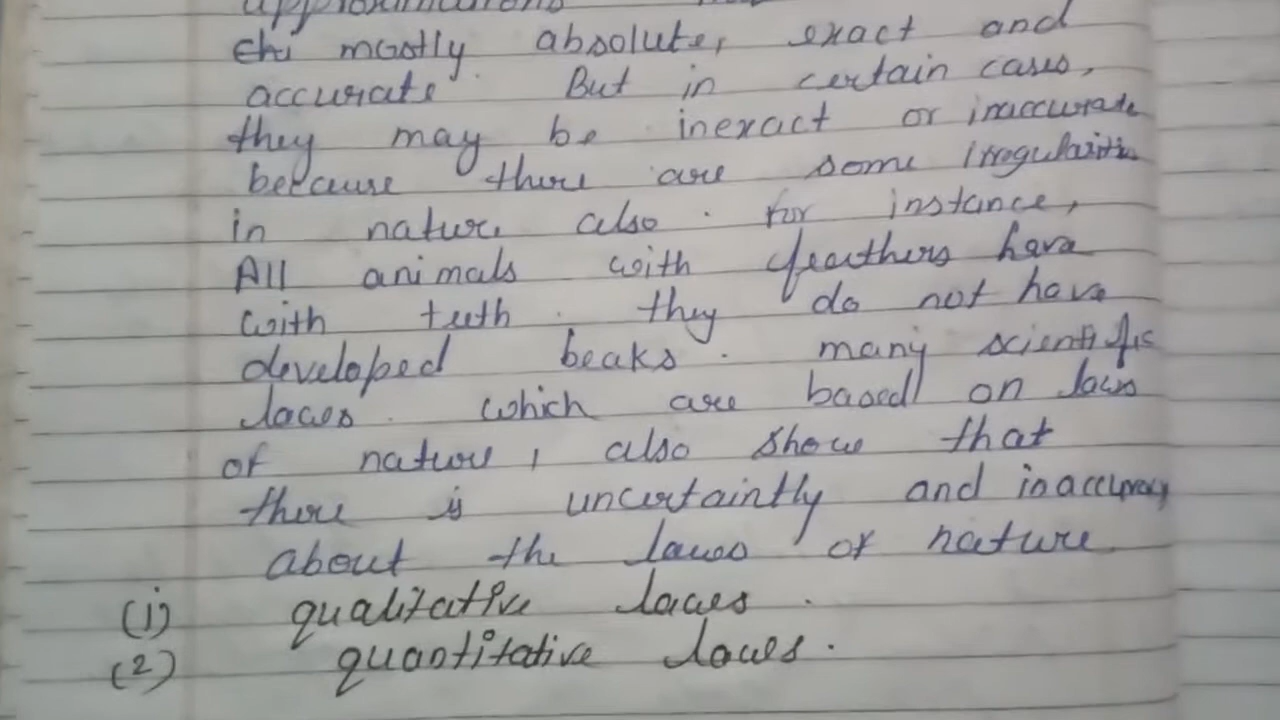 approximations
mostly absolute, exact and
accurate. But in certain cases,
they may be inexact or inaccurate
because there are some irregularities
in nature also. for instance,
All animals with feathers have
with teeth. they do not have
developed beaks. many scientific
laws. which are based on laws
of nature, also show that
there is uncertaintly and inaccuracy
about the laws of nature
(1) qualitative laws.
(2) quantitative laws.